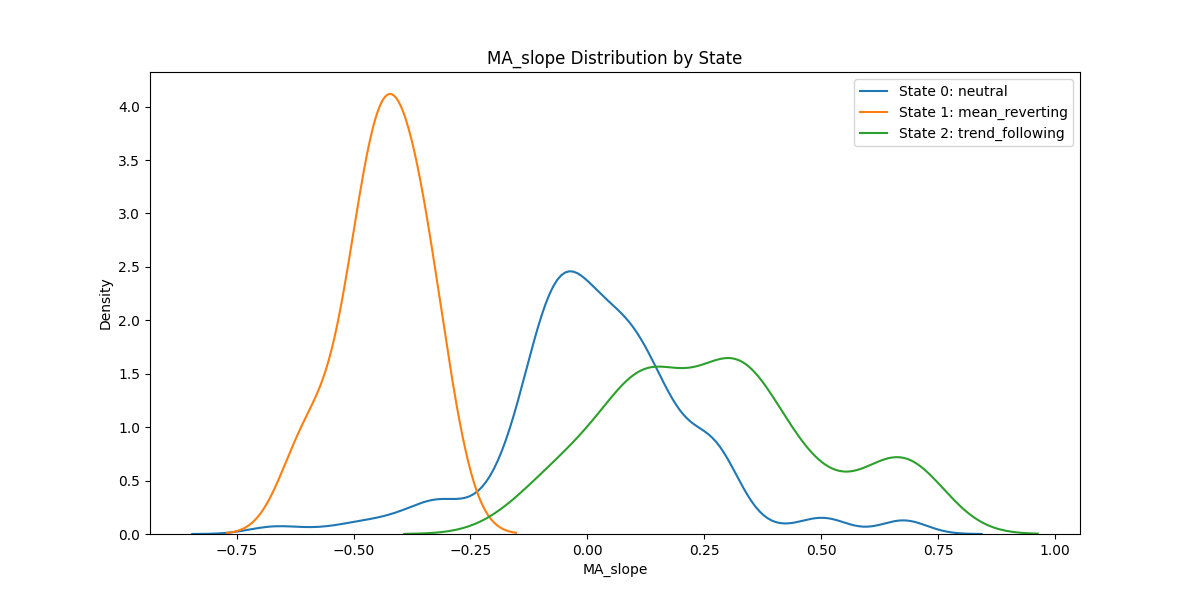 MA_slope Distribution by State
State 0: neutral
State 1: mean_reverting
State 2: trend_following
Density
4.0
3.5
3.0
2.5
2.0
1.5
1.0
0.5
0.0
−0.75 −0.50 −0.25 0.00 0.25 0.50 0.75 1.00
MA_slope